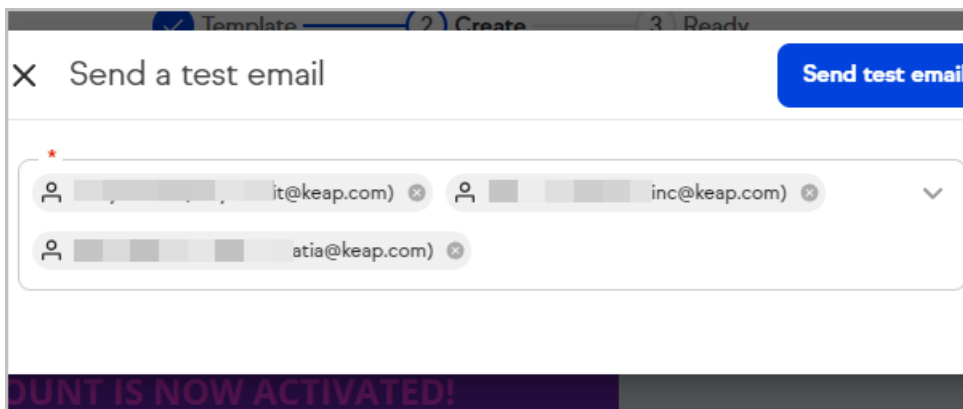 Template 2 Create 3 Ready
Send a test email
Send test email
*
it@keap.com) inc@keap.com)
atia@keap.com)
OUNT IS NOW ACTIVATED!